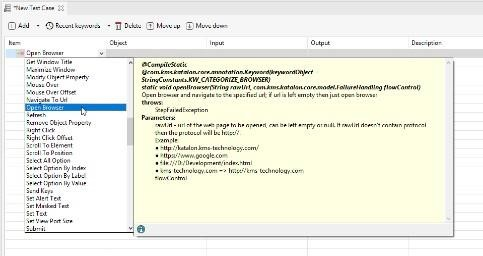 *New Test Case
Add Recent keywords Delete Move up Move down
Item Object Input Output Description
Open Browser
Get Window Title
Maximize Window
Modify Object Property
Mouse Over
Mouse Over Offset
Navigate To Url
Open Browser
Refresh
Remove Object Property
Right Click
Right Click Offset
Scroll To Element
Scroll To Position
Select All Option
Select Option By Index
Select Option By Label
Select Option By Value
Send Keys
Set Alert Text
Set Masked Text
Set Text
Set View Port Size
Submit
@CompileStatic
@com.kms.katalon.core.annotation.Keyword(keywordObject
StringConstants.KW_CATEGORIZE_BROWSER)
static void openBrowser(String rawUrl, com.kms.katalon.core.model.FailureHandling flowControl)
Open browser and navigate to the specified url; if url is left empty then just open browser
throws:
StepFailedException
Parameters:
rawUrl - url of the web page to be opened, can be left empty or null. If rawUrl doesn't contain protocol
then the protocol will be http://.
Example:
• http://katalon.kms-technology.com/
• https://www.google.com
• file:///D:/Development/index.html
• kms-technology.com -> http://kms-technology.com
flowControl